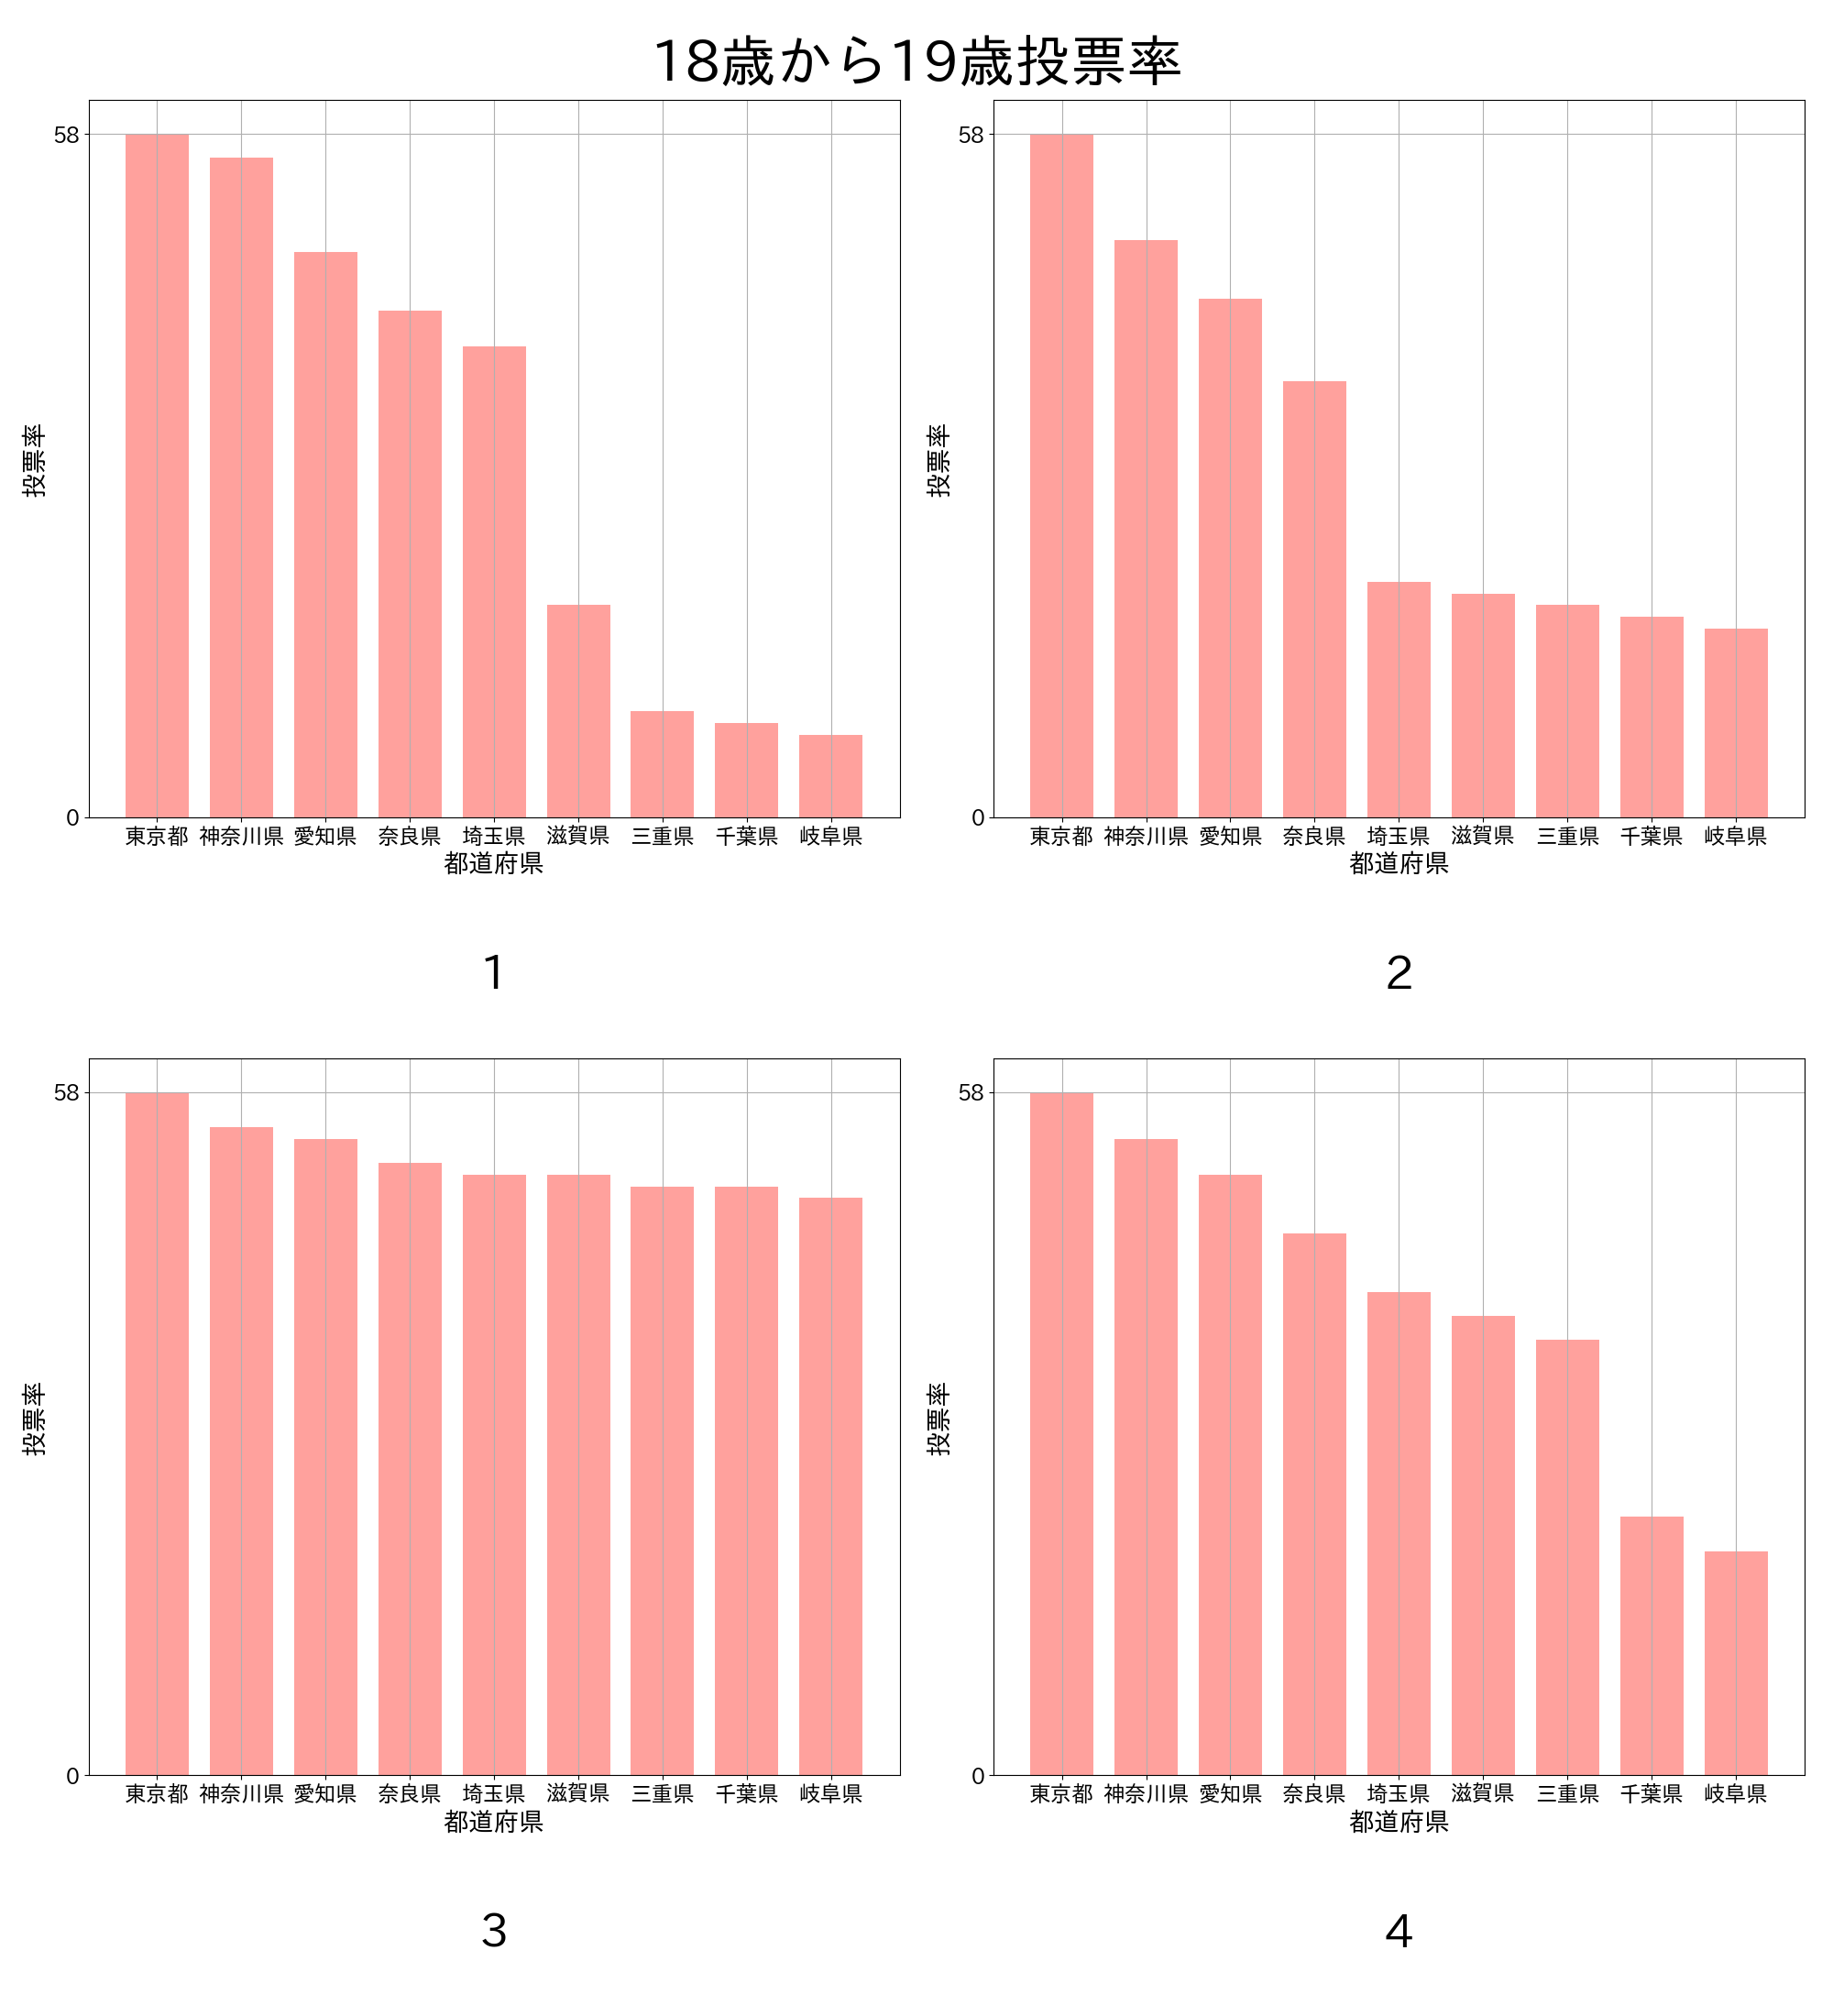 18歳から19歳投票率
58
0
投票率
東京都 神奈川県 愛知県 奈良県 埼玉県 滋賀県 三重県 千葉県 岐阜県
都道府県
1
58
0
投票率
東京都 神奈川県 愛知県 奈良県 埼玉県 滋賀県 三重県 千葉県 岐阜県
都道府県
2
58
0
投票率
東京都 神奈川県 愛知県 奈良県 埼玉県 滋賀県 三重県 千葉県 岐阜県
都道府県
3
58
0
投票率
東京都 神奈川県 愛知県 奈良県 埼玉県 滋賀県 三重県 千葉県 岐阜県
都道府県
4